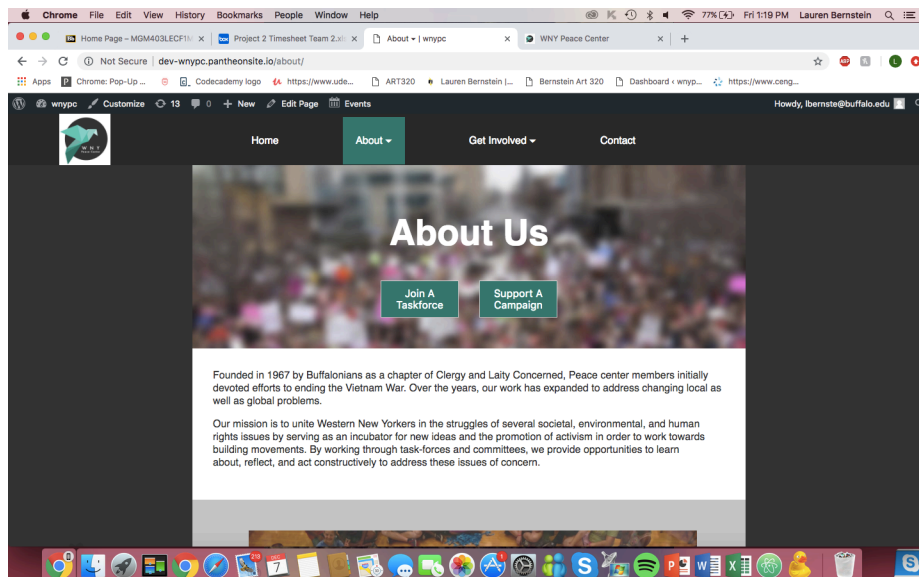 Chrome File Edit View History Bookmarks People Window Help 77% Fri 1:19 PM Lauren Bernstein
Home Page – MGM403LECF1 Project 2 Timesheet Team 2.xl About • | wnypc WNY Peace Center
Not Secure | dev-wnypc.pantheonsite.io/about/
Apps Chrome: Pop-Up ... Codecademy logo https://www.ude... ART320 Lauren Bernstein |... Bernstein Art 320 Dashboard ‹ wnyp... https://www.ceng...
wnypc Customize 13 0 + New Edit Page Events Howdy, lbernste@buffalo.edu
WNY
Home About Get Involved Contact
About Us
Join A Support A
Taskforce Campaign
Founded in 1967 by Buffalonians as a chapter of Clergy and Laity Concerned, Peace center members initially
devoted efforts to ending the Vietnam War. Over the years, our work has expanded to address changing local as
well as global problems.
Our mission is to unite Western New Yorkers in the struggles of several societal, environmental, and human
rights issues by serving as an incubator for new ideas and the promotion of activism in order to work towards
building movements. By working through task-forces and committees, we provide opportunities to learn
about, reflect, and act constructively to address these issues of concern.
218 DEC 7 1